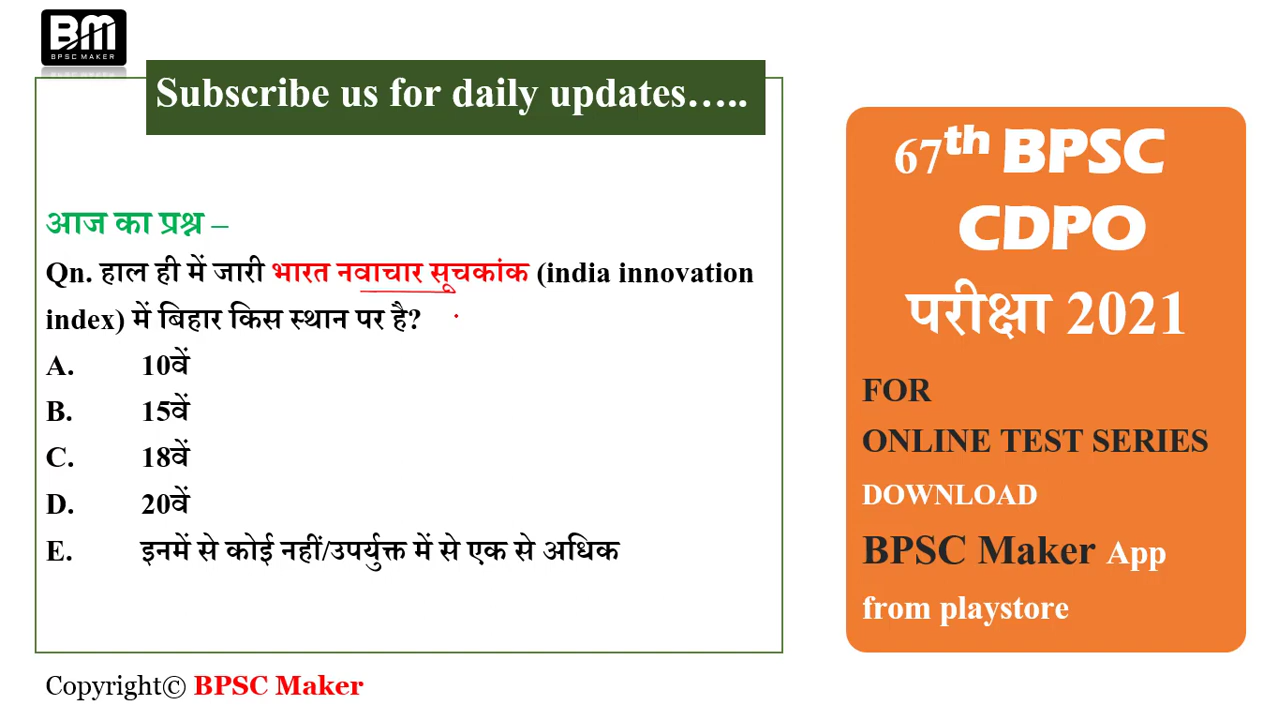 BM
BPSC MAKER
Subscribe us for daily updates…..
आज का प्रश्न –
Qn. हाल ही में जारी भारत नवाचार सूचकांक (india innovation
index) में बिहार किस स्थान पर है?
A. 10वें
B. 15वें
C. 18वें
D. 20वें
E. इनमें से कोई नहीं/उपर्युक्त में से एक से अधिक
Copyright© BPSC Maker
67th BPSC
CDPO
परीक्षा 2021
FOR
ONLINE TEST SERIES
DOWNLOAD
BPSC Maker App
from playstore